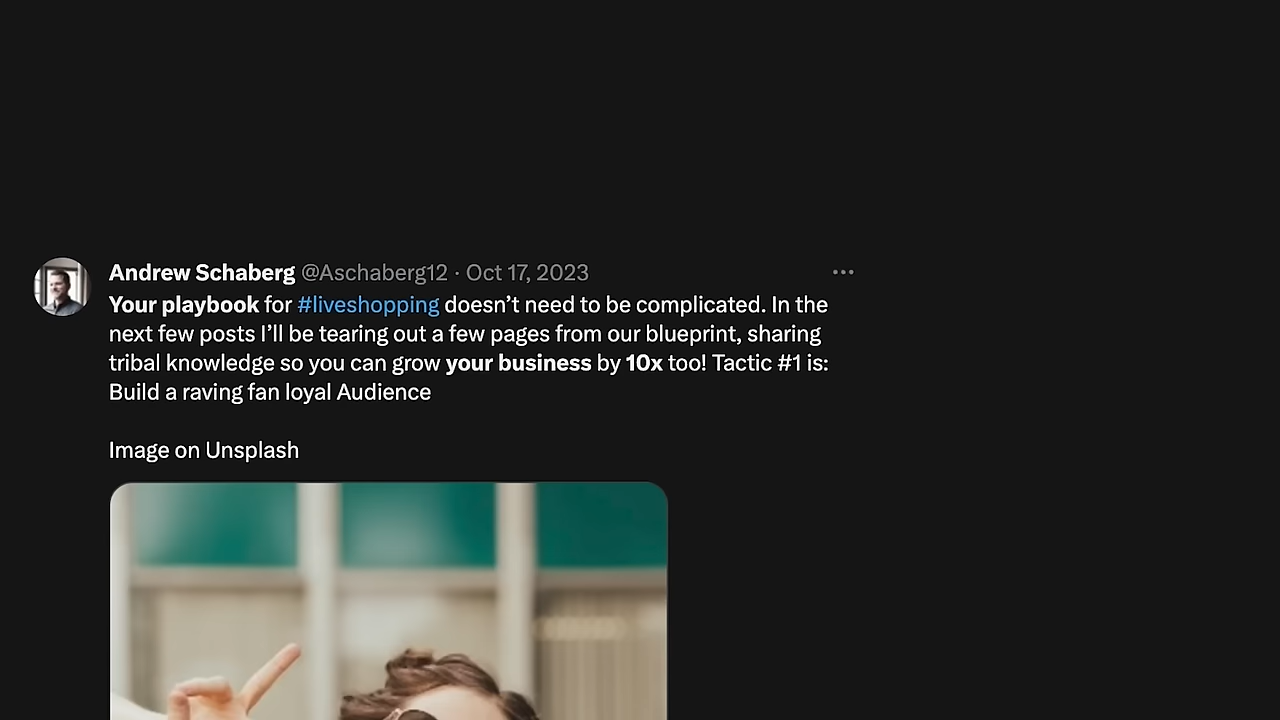 Andrew Schaberg @Aschaberg12 · Oct 17, 2023
Your playbook for #liveshopping doesn’t need to be complicated. In the
next few posts I’ll be tearing out a few pages from our blueprint, sharing
tribal knowledge so you can grow your business by 10x too! Tactic #1 is:
Build a raving fan loyal Audience
Image on Unsplash